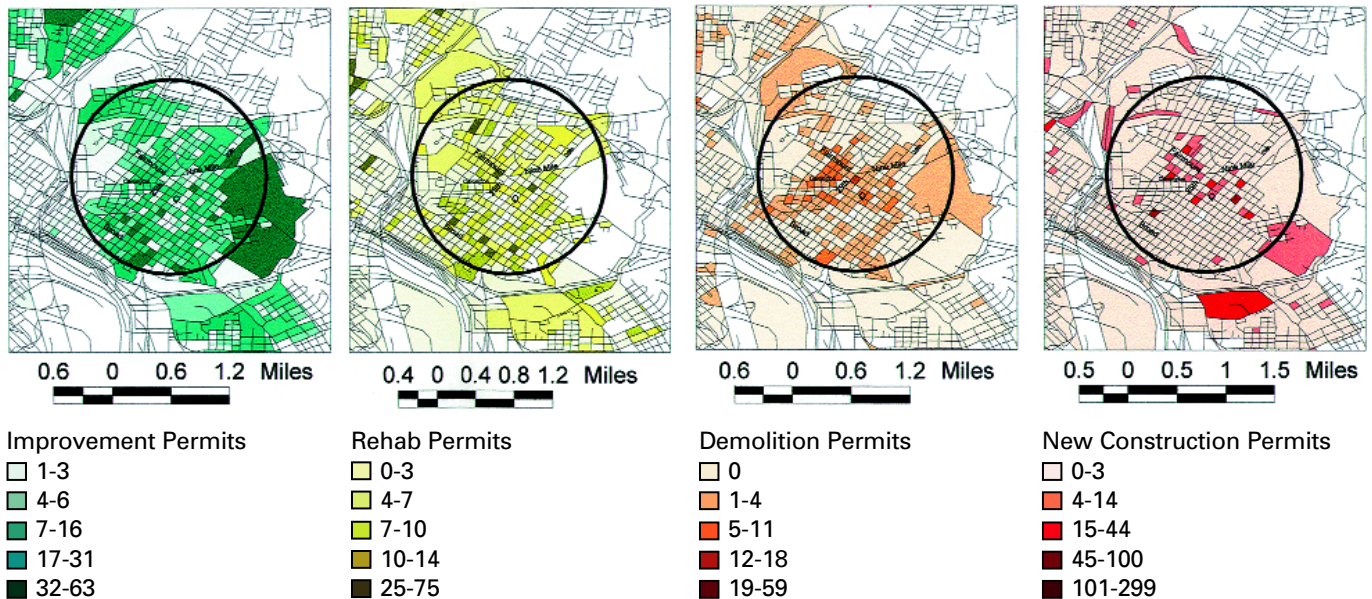 0.6 0 0.6 1.2 Miles
Improvement Permits
1-3
4-6
7-16
17-31
32-63
0.4 0 0.4 0.8 1.2 Miles
Rehab Permits
0-3
4-7
7-10
10-14
25-75
0.6 0 0.6 1.2 Miles
Demolition Permits
0
1-4
5-11
12-18
19-59
0.5 0 0.5 1 1.5 Miles
New Construction Permits
0-3
4-14
15-44
45-100
101-299